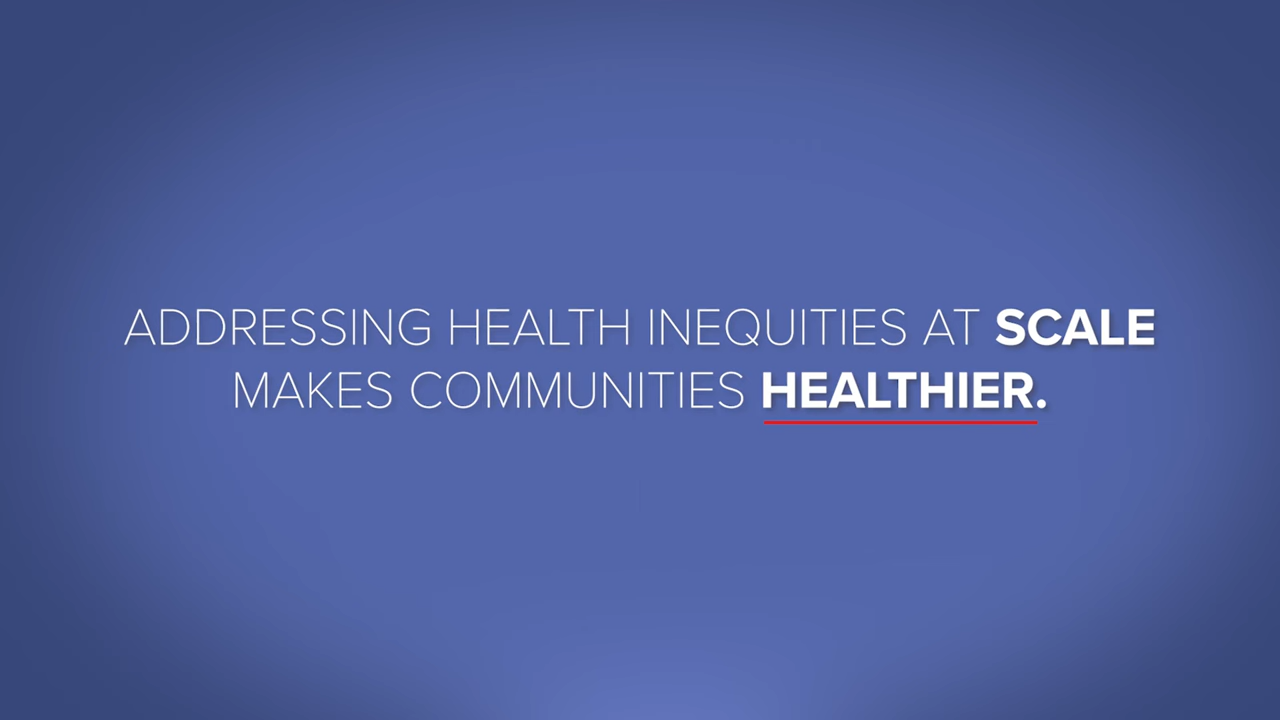 ADDRESSING HEALTH INEQUITIES AT SCALE
MAKES COMMUNITIES HEALTHIER.